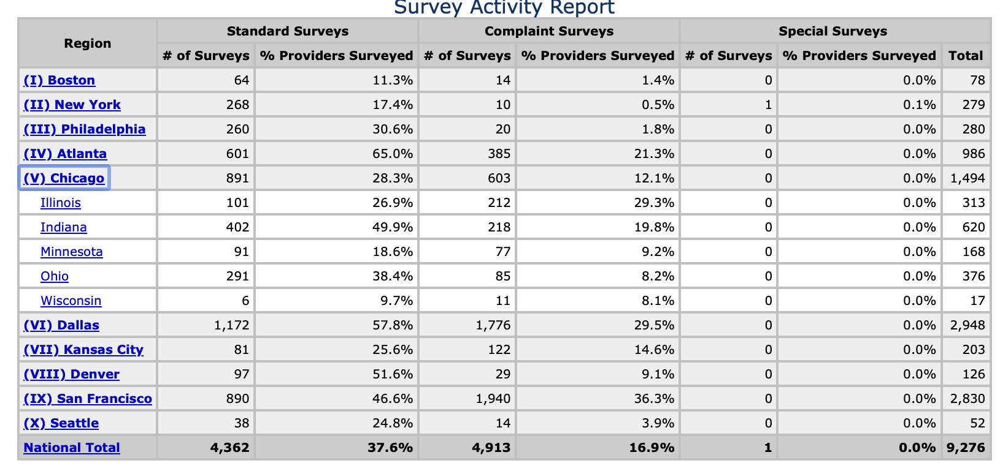 Survey Activity Report
Region Standard Surveys Complaint Surveys Special Surveys
# of Surveys % Providers Surveyed # of Surveys % Providers Surveyed # of Surveys % Providers Surveyed Total
(I) Boston 64 11.3% 14 1.4% 0 0.0% 78
(II) New York 268 17.4% 10 0.5% 1 0.1% 279
(III) Philadelphia 260 30.6% 20 1.8% 0 0.0% 280
(IV) Atlanta 601 65.0% 385 21.3% 0 0.0% 986
(V) Chicago 891 28.3% 603 12.1% 0 0.0% 1,494
Illinois 101 26.9% 212 29.3% 0 0.0% 313
Indiana 402 49.9% 218 19.8% 0 0.0% 620
Minnesota 91 18.6% 77 9.2% 0 0.0% 168
Ohio 291 38.4% 85 8.2% 0 0.0% 376
Wisconsin 6 9.7% 11 8.1% 0 0.0% 17
(VI) Dallas 1,172 57.8% 1,776 29.5% 0 0.0% 2,948
(VII) Kansas City 81 25.6% 122 14.6% 0 0.0% 203
(VIII) Denver 97 51.6% 29 9.1% 0 0.0% 126
(IX) San Francisco 890 46.6% 1,940 36.3% 0 0.0% 2,830
(X) Seattle 38 24.8% 14 3.9% 0 0.0% 52
National Total 4,362 37.6% 4,913 16.9% 1 0.0% 9,276